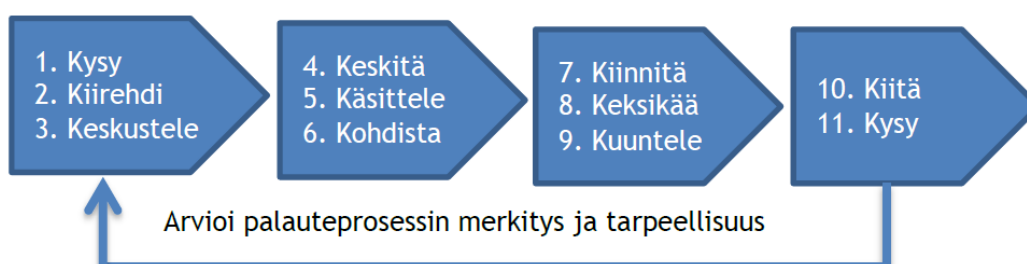 1. Kysy
2. Kiirehdi
3. Keskustele
4. Keskitä
5. Käsittele
6. Kohdista
7. Kiinnitä
8. Keksikää
9. Kuuntele
10. Kiitä
11. Kysy
Arvioi palauteprosessin merkitys ja tarpeellisuus